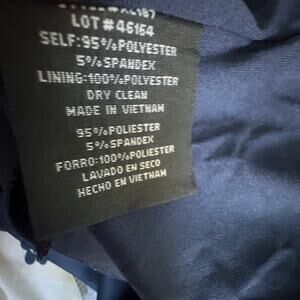 LOT#46164
SELF:95%POLYESTER
5%SPANDEX
LINING:100%POLYESTER
DRY CLEAN
MADE IN VIETNAM
95%POLIESTER
5%SPANDEX
FORRO:100%POLIESTER
LAVADO EN SECO
HECHO EN VIETNAM